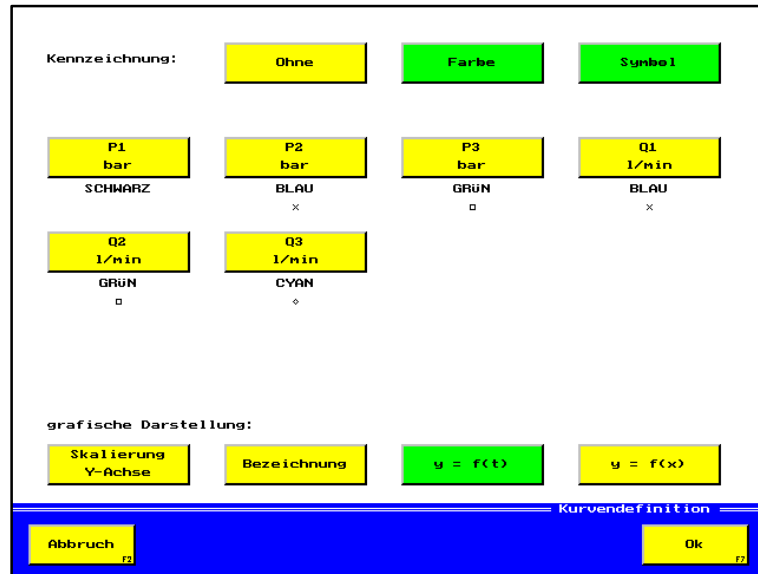 Kennzeichnung: Ohne Farbe Symbol
P1 P2 P3 Q1
bar bar bar l/min
SCHWARZ BLAU GRüN BLAU
Q2 Q3
l/min l/min
GRüN CYAN
grafische Darstellung:
Skalierung
Y-Achse Bezeichnung y = f(t) y = f(x)
Kurvendefinition
Abbruch Ok
F2 F7